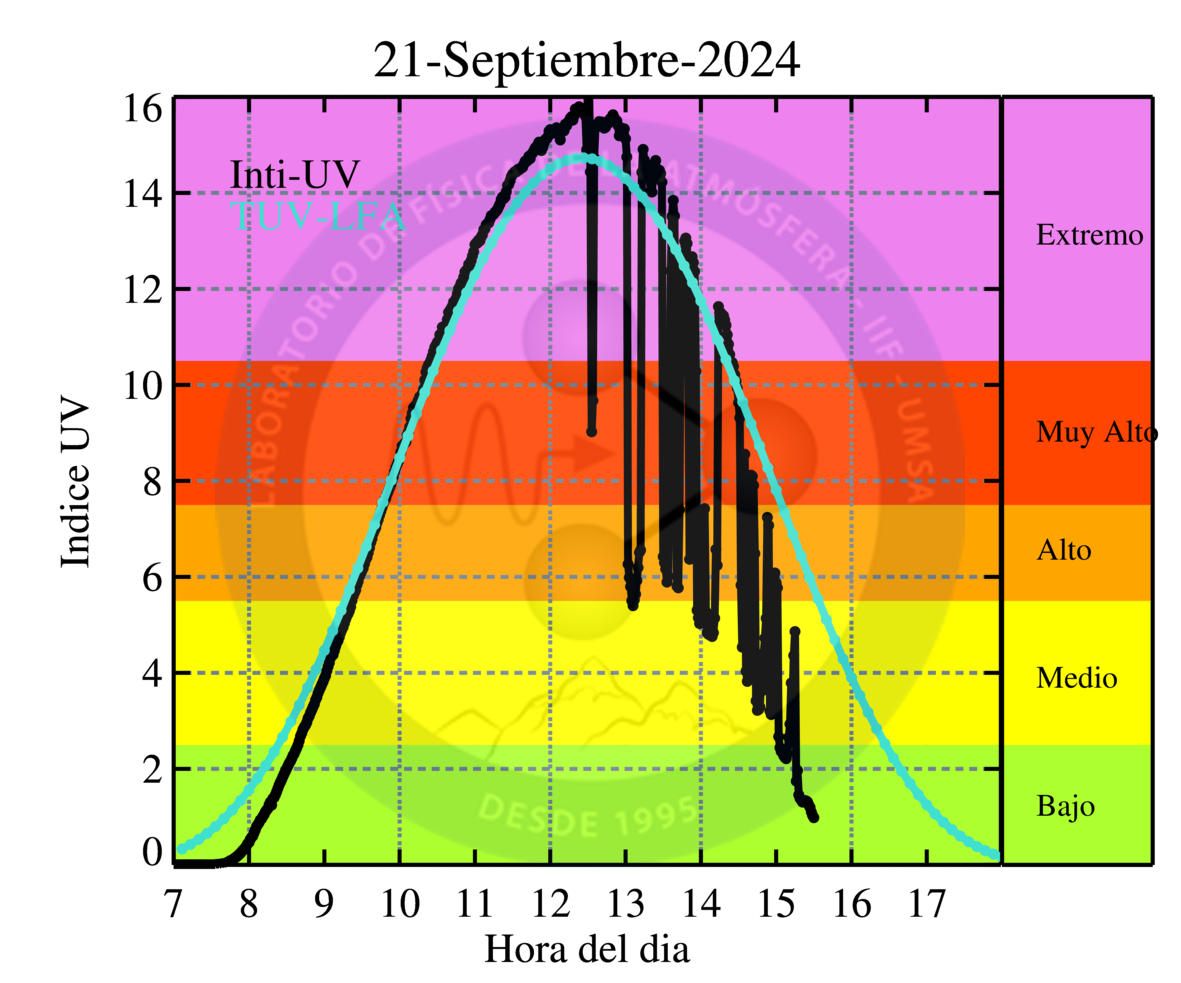 21-Septiembre-2024
16
14
12
10
8
6
4
2
0
Indice UV
Inti-UV
TUV-LFA
LABORATORIO DE FÍSICA DE LA ATMÓSFERA - IIF - UMSA
DESDE 1995
Extremo
Muy Alto
Alto
Medio
Bajo
7 8 9 10 11 12 13 14 15 16 17
Hora del dia